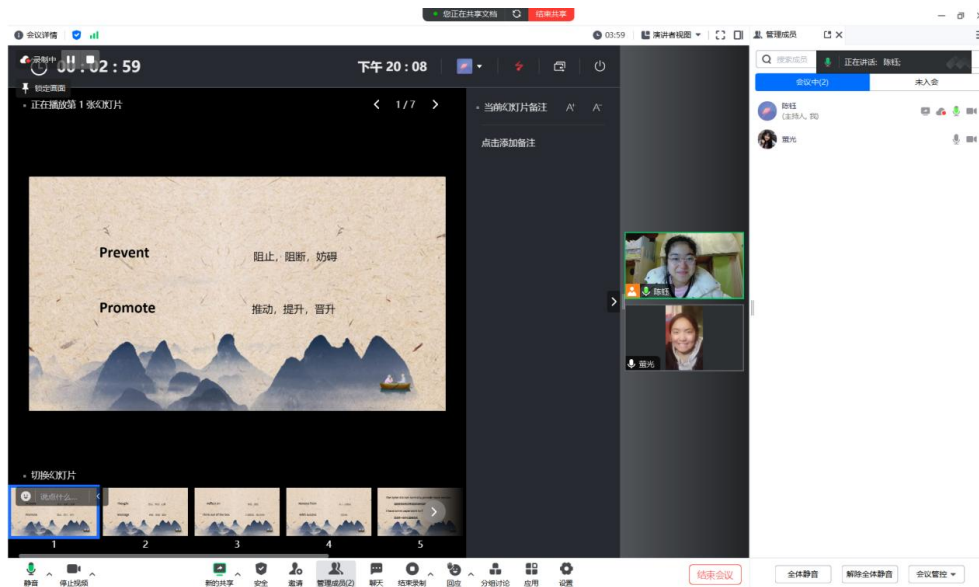 您正在共享文档 结束共享
会议详情
03:59 演讲者视图
管理成员
录制中
下午 20:08
锁定画面
正在播放第 1 张幻灯片
1/7
当前幻灯片备注 A⁺ A⁻
点击添加备注
Prevent 阻止，阻断，妨碍
Promote 推动，提升，晋升
切换幻灯片
说点什么...
1 2 3 4 5
陈钰
萤光
搜索成员
正在讲话: 陈钰;
会议中(2) 未入会
陈钰
(主持人, 我)
萤光
静音 停止视频 新的共享 安全 邀请 管理成员(2) 聊天 结束录制 回应 分组讨论 应用 设置
结束会议
全体静音 解除全体静音 会议管控